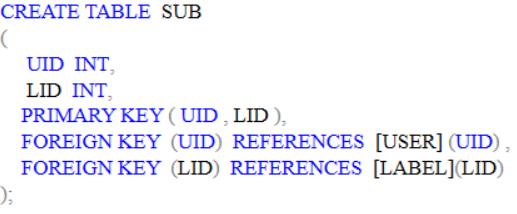 CREATE TABLE SUB
(
UID INT,
LID INT,
PRIMARY KEY ( UID , LID ),
FOREIGN KEY (UID) REFERENCES [USER] (UID) ,
FOREIGN KEY (LID) REFERENCES [LABEL](LID)
);